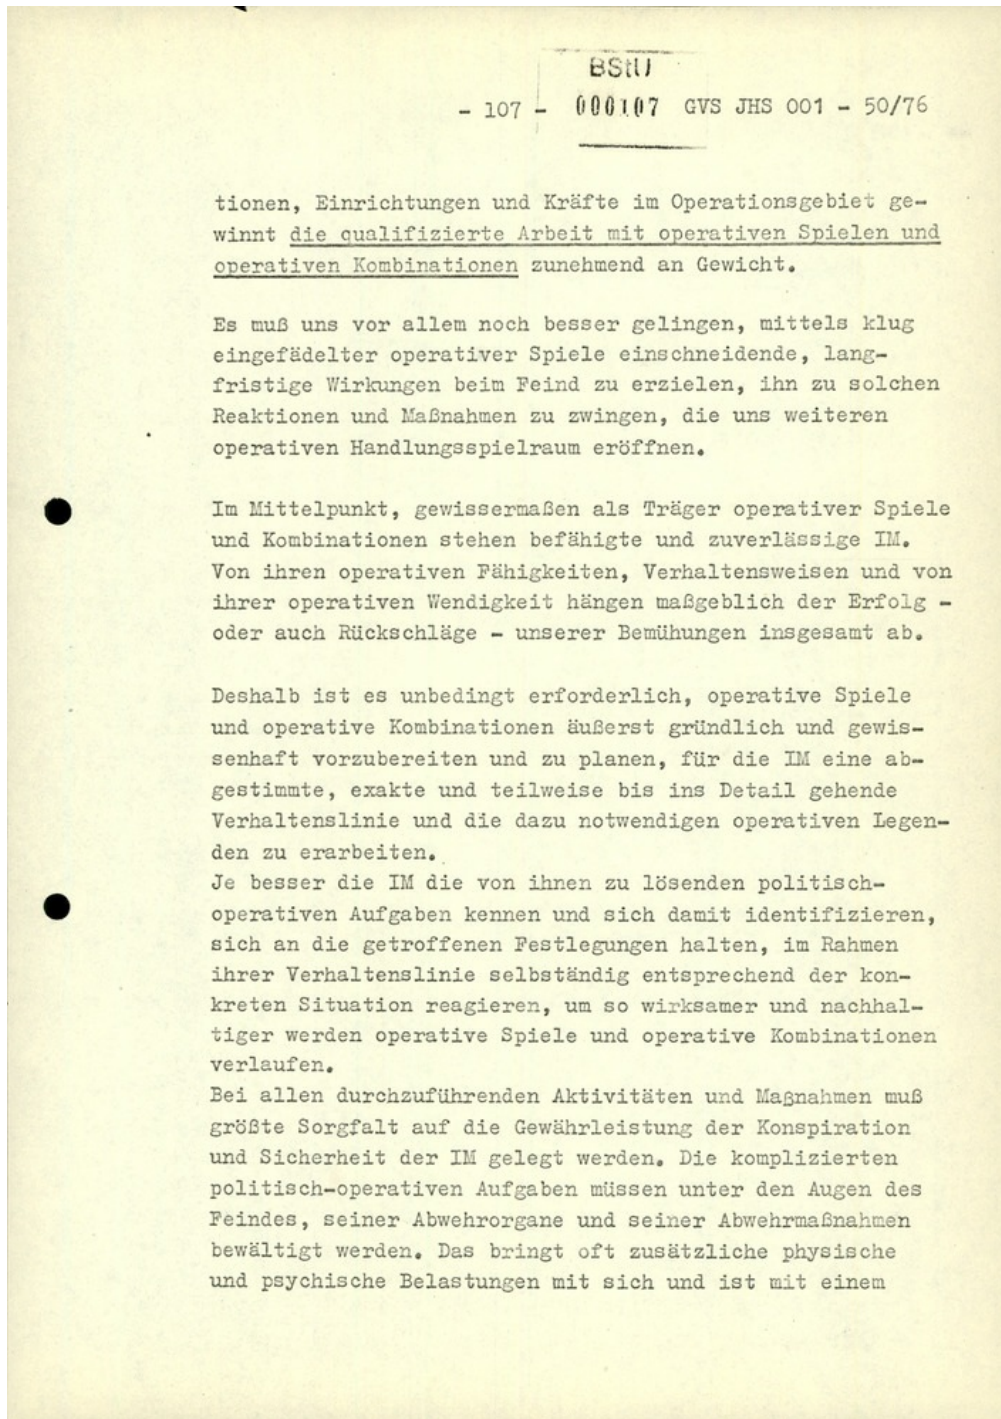 BStU
- 107 - 000107 GVS JHS 001 - 50/76
tionen, Einrichtungen und Kräfte im Operationsgebiet ge-
winnt die qualifizierte Arbeit mit operativen Spielen und
operativen Kombinationen zunehmend an Gewicht.
Es muß uns vor allem noch besser gelingen, mittels klug
eingefädelter operativer Spiele einschneidende, lang-
fristige Wirkungen beim Feind zu erzielen, ihn zu solchen
Reaktionen und Maßnahmen zu zwingen, die uns weiteren
operativen Handlungsspielraum eröffnen.
Im Mittelpunkt, gewissermaßen als Träger operativer Spiele
und Kombinationen stehen befähigte und zuverlässige IM.
Von ihren operativen Fähigkeiten, Verhaltensweisen und von
ihrer operativen Wendigkeit hängen maßgeblich der Erfolg -
oder auch Rückschläge - unserer Bemühungen insgesamt ab.
Deshalb ist es unbedingt erforderlich, operative Spiele
und operative Kombinationen äußerst gründlich und gewis-
senhaft vorzubereiten und zu planen, für die IM eine ab-
gestimmte, exakte und teilweise bis ins Detail gehende
Verhaltenslinie und die dazu notwendigen operativen Legen-
den zu erarbeiten.
Je besser die IM die von ihnen zu lösenden politisch-
operativen Aufgaben kennen und sich damit identifizieren,
sich an die getroffenen Festlegungen halten, im Rahmen
ihrer Verhaltenslinie selbständig entsprechend der kon-
kreten Situation reagieren, um so wirksamer und nachhal-
tiger werden operative Spiele und operative Kombinationen
verlaufen.
Bei allen durchzuführenden Aktivitäten und Maßnahmen muß
größte Sorgfalt auf die Gewährleistung der Konspiration
und Sicherheit der IM gelegt werden. Die komplizierten
politisch-operativen Aufgaben müssen unter den Augen des
Feindes, seiner Abwehrorgane und seiner Abwehrmaßnahmen
bewältigt werden. Das bringt oft zusätzliche physische
und psychische Belastungen mit sich und ist mit einem